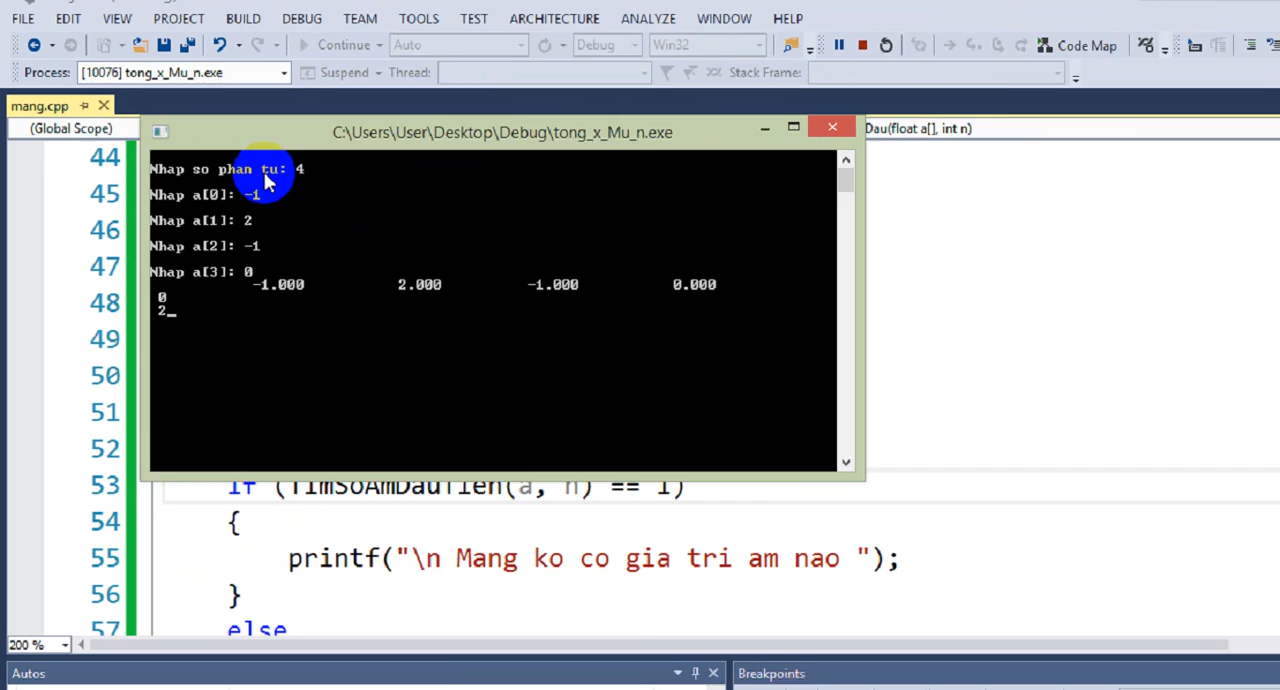 FILE EDIT VIEW PROJECT BUILD DEBUG TEAM TOOLS TEST ARCHITECTURE ANALYZE WINDOW HELP
Continue Auto Debug Win32 Code Map
Process: [10076] tong_x_Mu_n.exe Suspend Thread: Stack Frame:
mang.cpp
(Global Scope) Dau(float a[], int n)
C:\Users\User\Desktop\Debug\tong_x_Mu_n.exe
Nhap so phan tu: 4
Nhap a[0]: -1
Nhap a[1]: 2
Nhap a[2]: -1
Nhap a[3]: 0
-1.000 2.000 -1.000 0.000
0
2_
44
45
46
47
48
49
50
51
52
53 if (TimSoAmDauTien(a, n) == 1)
54 {
55 printf("\n Mang ko co gia tri am nao ");
56 }
57 else
200 %
Autos Breakpoints